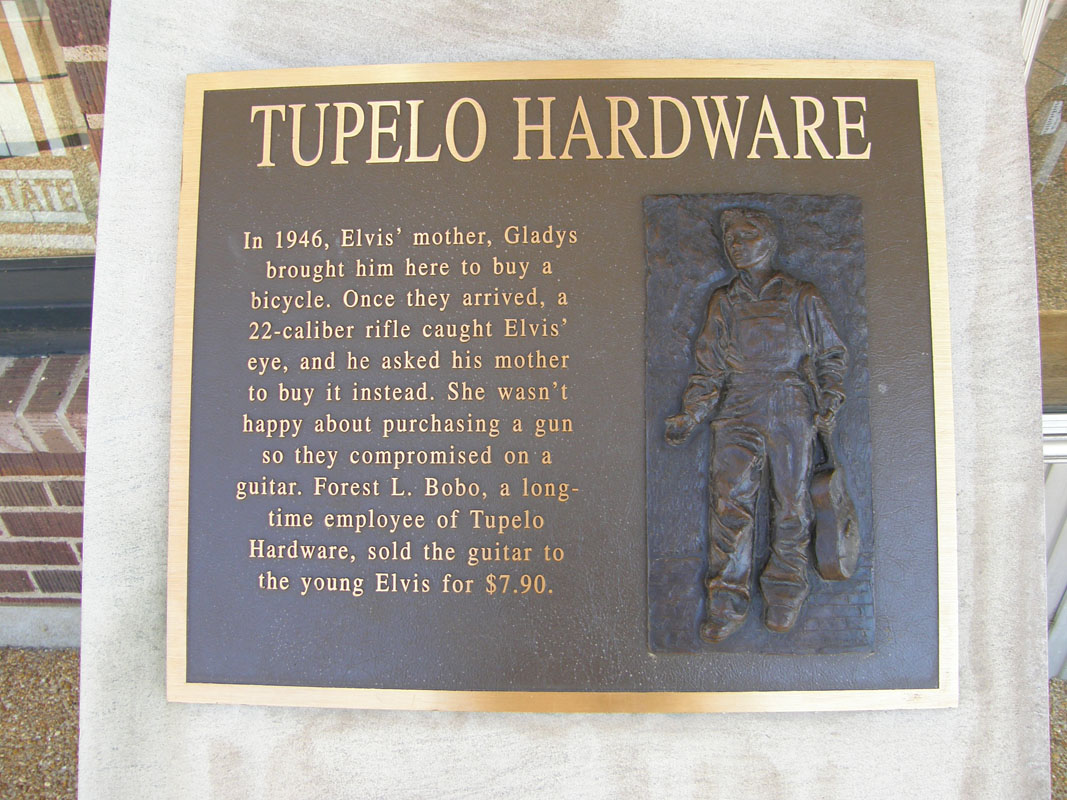 TUPELO HARDWARE
In 1946, Elvis' mother, Gladys
brought him here to buy a
bicycle. Once they arrived, a
22-caliber rifle caught Elvis'
eye, and he asked his mother
to buy it instead. She wasn't
happy about purchasing a gun
so they compromised on a
guitar. Forest L. Bobo, a long-
time employee of Tupelo
Hardware, sold the guitar to
the young Elvis for $7.90.